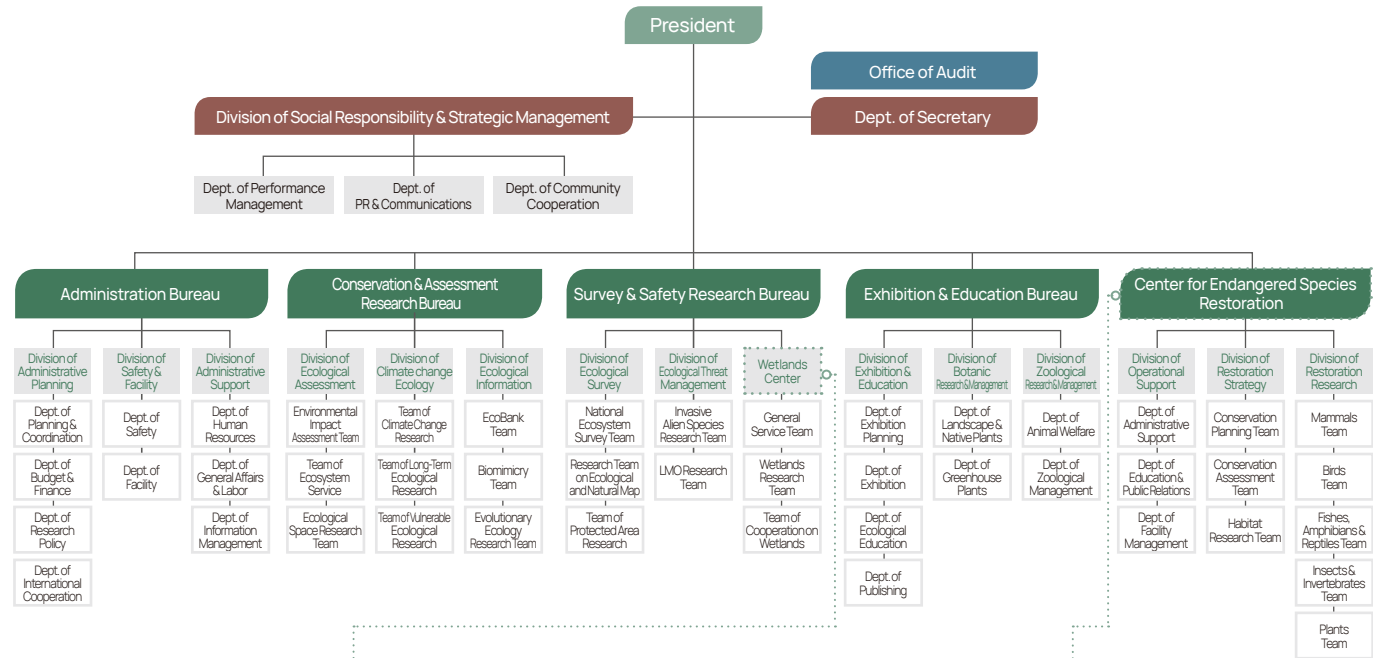 President
Office of Audit
Division of Social Responsibility & Strategic Management
Dept. of Secretary
Dept. of Performance
Management
Dept. of
PR & Communications
Dept. of Community
Cooperation
Administration Bureau
Division of
Administrative
Planning
Dept. of
Planning &
Coordination
Dept. of
Budget &
Finance
Dept. of
Research
Policy
Dept. of
International
Cooperation
Division of
Safety &
Facility
Dept. of
Safety
Dept. of
Facility
Division of
Administrative
Support
Dept. of
Human
Resources
Dept. of
General Affairs
& Labor
Dept. of
Information
Management
Conservation & Assessment
Research Bureau
Division of
Ecological
Assessment
Environmental
Impact
Assessment Team
Team of
Ecosystem
Service
Ecological
Space Research
Team
Division of
Climate change
Ecology
Team of
Climate Change
Research
Team of Long-Term
Ecological
Research
Team of Vulnerable
Ecological
Research
Division of
Ecological
Information
EcoBank
Team
Biomimicry
Team
Evolutionary
Ecology
Research Team
Survey & Safety Research Bureau
Division of
Ecological
Survey
National
Ecosystem
Survey Team
Research Team
on Ecological
and Natural Map
Team of
Protected Area
Research
Division of
Ecological Threat
Management
Invasive
Alien Species
Research Team
LMO Research
Team
Wetlands
Center
General
Service Team
Wetlands
Research
Team
Team of
Cooperation on
Wetlands
Exhibition & Education Bureau
Division of
Exhibition &
Education
Dept. of
Exhibition
Planning
Dept. of
Exhibition
Dept. of
Ecological
Education
Dept. of
Publishing
Division of
Botanic
Research & Management
Dept. of
Landscape &
Native Plants
Dept. of
Greenhouse
Plants
Division of
Zoological
Research & Management
Dept. of
Animal Welfare
Dept. of
Zoological
Management
Center for Endangered Species
Restoration
Division of
Operational
Support
Dept. of
Administrative
Support
Dept. of
Education &
Public Relations
Dept. of
Facility
Management
Division of
Restoration
Strategy
Conservation
Planning Team
Conservation
Assessment
Team
Habitat
Research Team
Division of
Restoration
Research
Mammals
Team
Birds
Team
Fishes,
Amphibians &
Reptiles Team
Insects &
Invertebrates
Team
Plants
Team